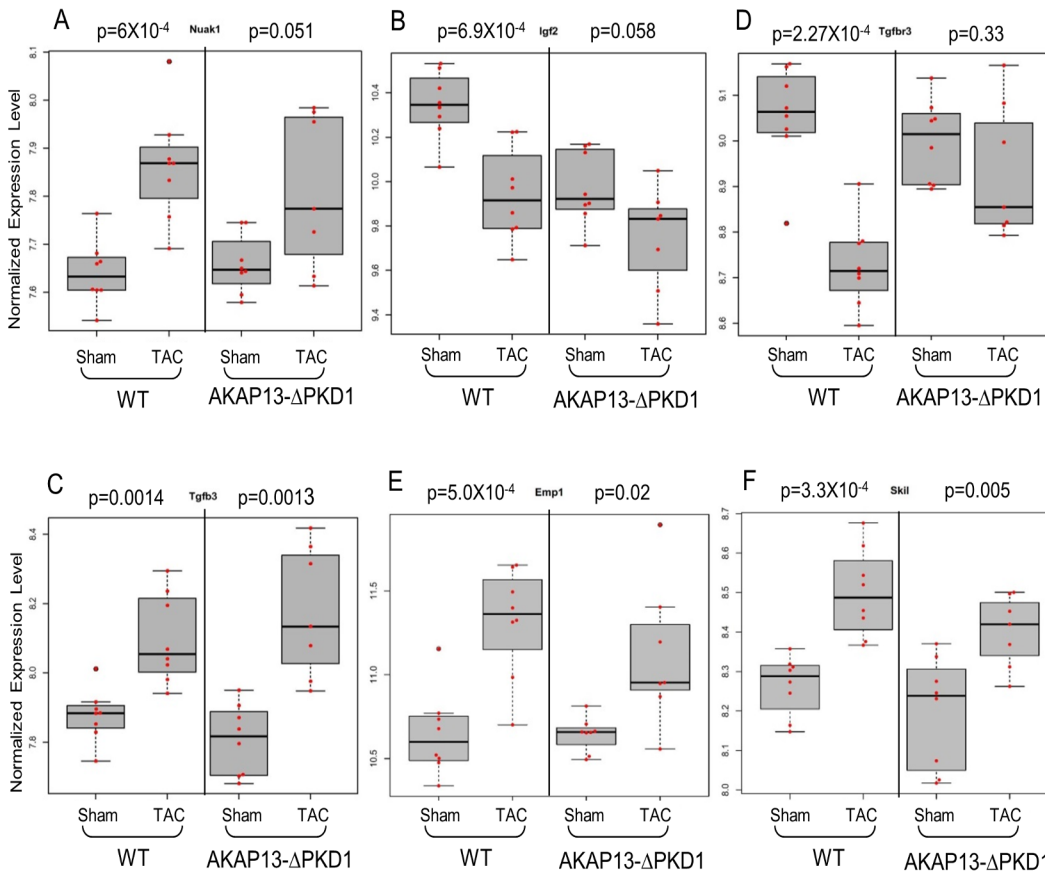 A
p=6X10-4 Nuak1 p=0.051
Normalized Expression Level
8.1
8.0
7.9
7.8
7.7
7.6
Sham TAC Sham TAC
WT AKAP13-ΔPKD1
B
p=6.9X10-4 Igf2 p=0.058
10.4
10.2
10.0
9.8
9.6
9.4
Sham TAC Sham TAC
WT AKAP13-ΔPKD1
D
p=2.27X10-4 Tgfbr3 p=0.33
9.1
9.0
8.9
8.8
8.7
8.6
Sham TAC Sham TAC
WT AKAP13-ΔPKD1
C
p=0.0014 Tgfb3 p=0.0013
Normalized Expression Level
8.4
8.2
8.0
7.8
Sham TAC Sham TAC
WT AKAP13-ΔPKD1
E
p=5.0X10-4 Emp1 p=0.02
11.5
11.0
10.5
Sham TAC Sham TAC
WT AKAP13-ΔPKD1
F
p=3.3X10-4 Skil p=0.005
8.7
8.6
8.5
8.4
8.3
8.2
8.1
8.0
Sham TAC Sham TAC
WT AKAP13-ΔPKD1